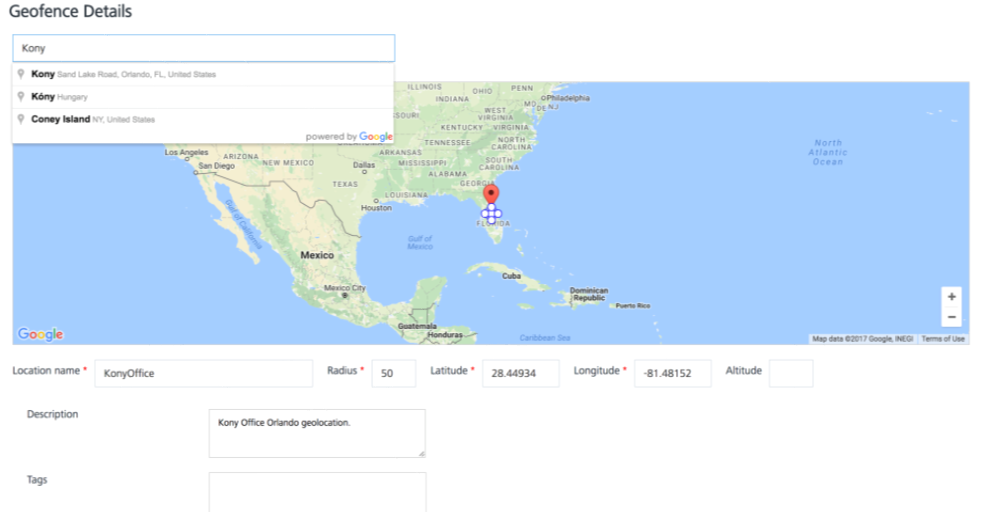 Geofence Details
Kony
Kony Sand Lake Road, Orlando, FL, United States
Kóny Hungary
Coney Island NY, United States
powered by Google
ILLINOIS
OHIO
PENN
INDIANA
Philadelphia
MD
DE
NJ
WEST VIRGINIA
KENTUCKY
VIRGINIA
TENNESSEE
NORTH CAROLINA
North Atlantic Ocean
Los Angeles
ARIZONA
NEW MEXICO
ARKANSAS
SOUTH CAROLINA
San Diego
Dallas
MISSISSIPPI
ALABAMA
TEXAS
GEORGIA
LOUISIANA
Houston
Gulf of California
FLORIDA
Gulf of Mexico
Mexico
Cuba
Mexico City
Dominican Republic
Puerto Rico
Guatemala
Honduras
Caribbean Sea
+
−
Google
Map data ©2017 Google, INEGI Terms of Use
Location name * KonyOffice Radius * 50 Latitude * 28.44934 Longitude * -81.48152 Altitude
Description
Kony Office Orlando geolocation.
Tags